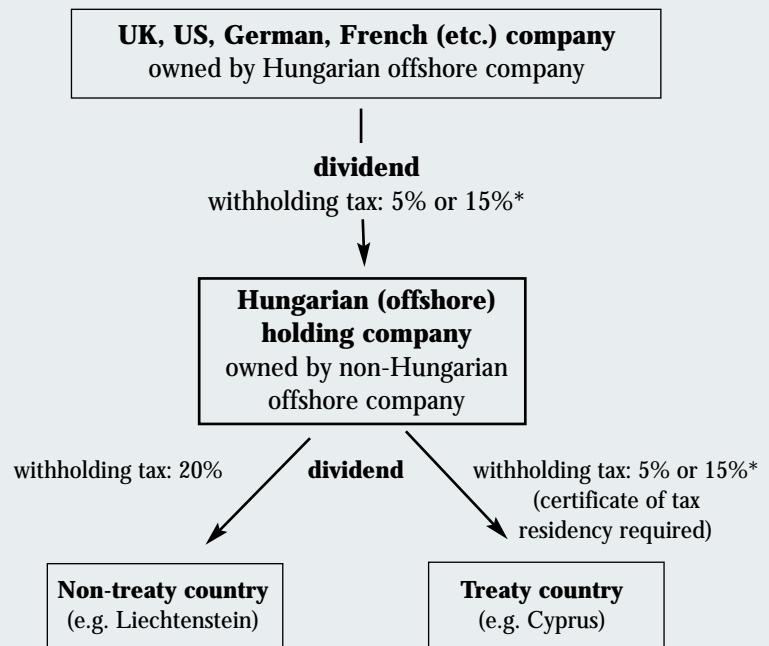 UK, US, German, French (etc.) company
owned by Hungarian offshore company
dividend
withholding tax: 5% or 15%*
Hungarian (offshore)
holding company
owned by non-Hungarian
offshore company
withholding tax: 20%
dividend
withholding tax: 5% or 15%*
(certificate of tax
residency required)
Non-treaty country
(e.g. Liechtenstein)
Treaty country
(e.g. Cyprus)